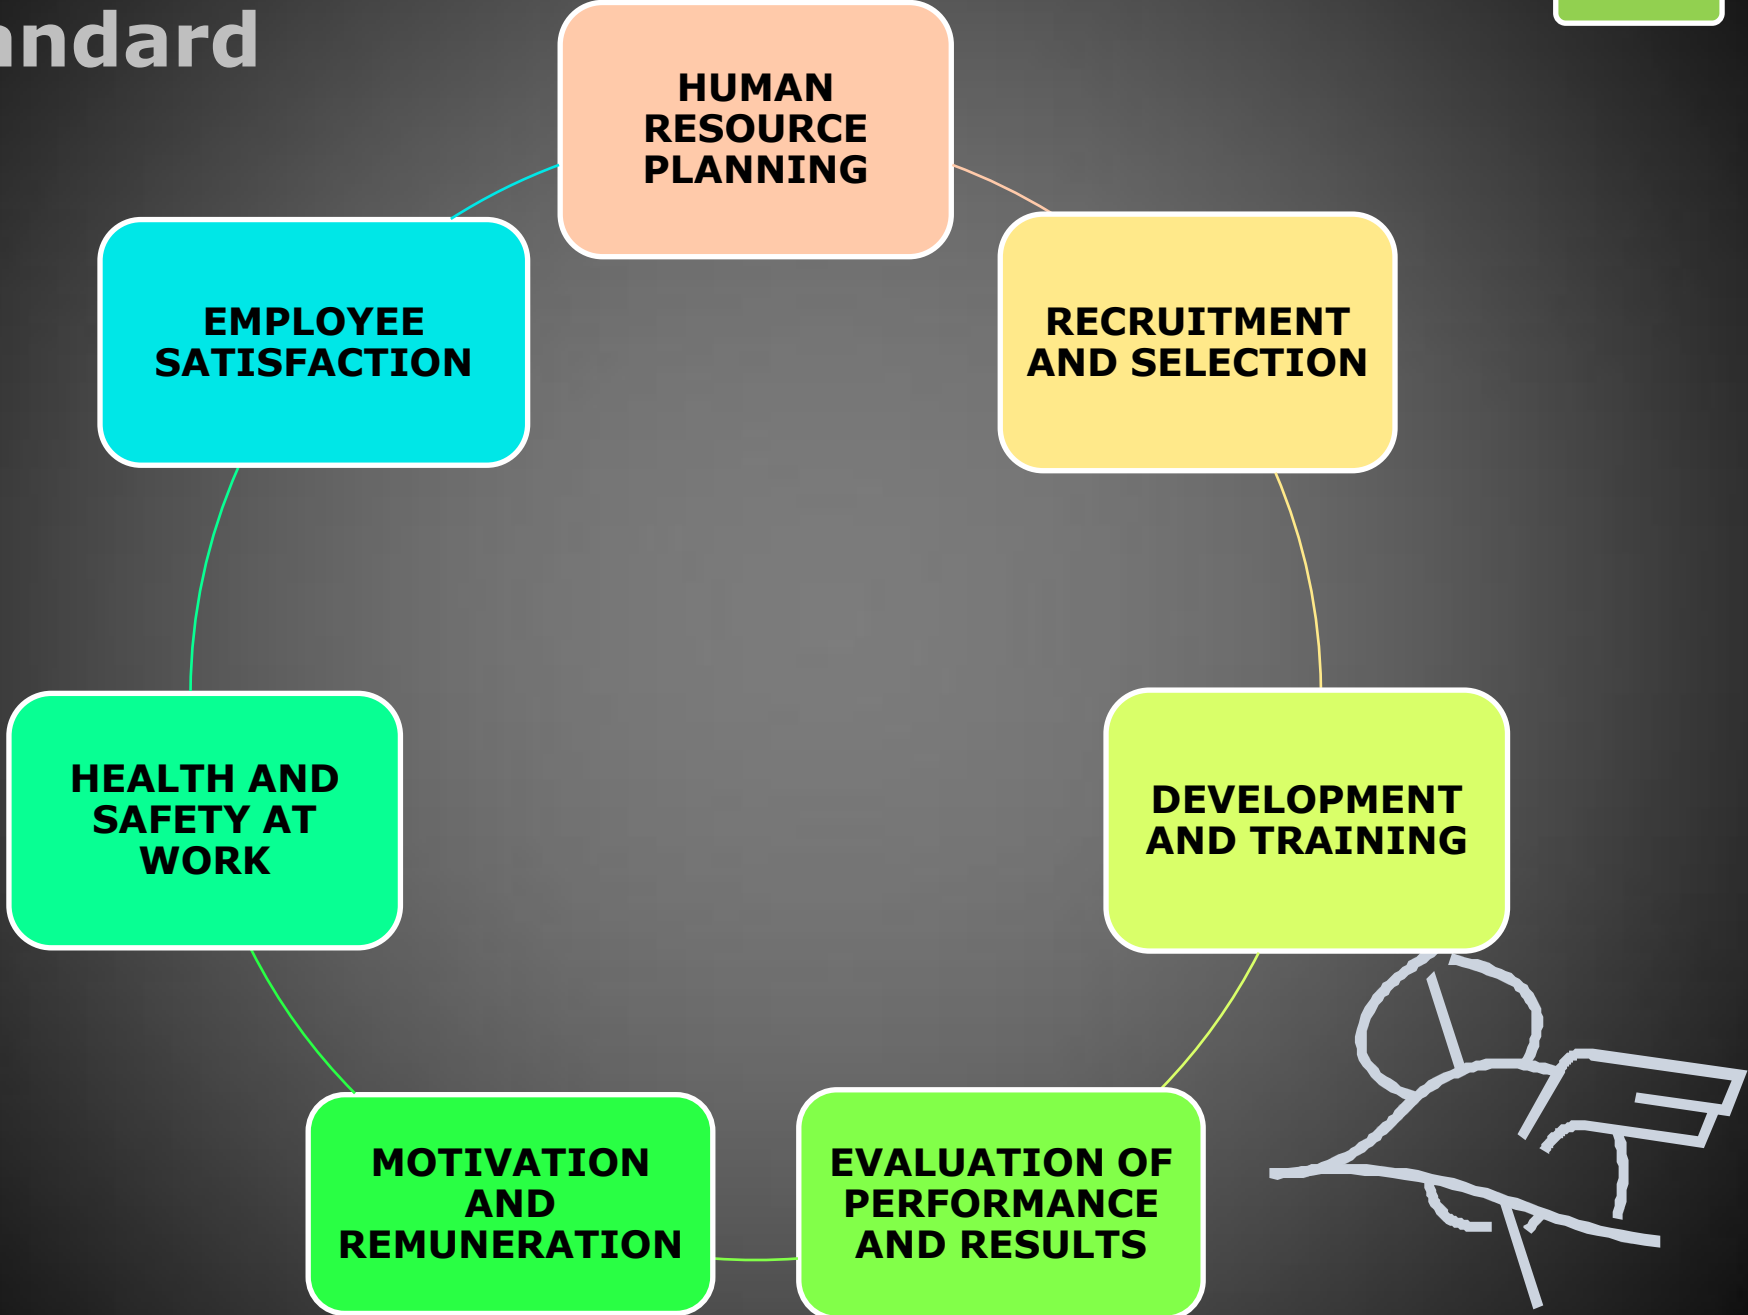 andard
HUMAN
RESOURCE
PLANNING
RECRUITMENT
AND SELECTION
DEVELOPMENT
AND TRAINING
EVALUATION OF
PERFORMANCE
AND RESULTS
MOTIVATION
AND
REMUNERATION
HEALTH AND
SAFETY AT
WORK
EMPLOYEE
SATISFACTION